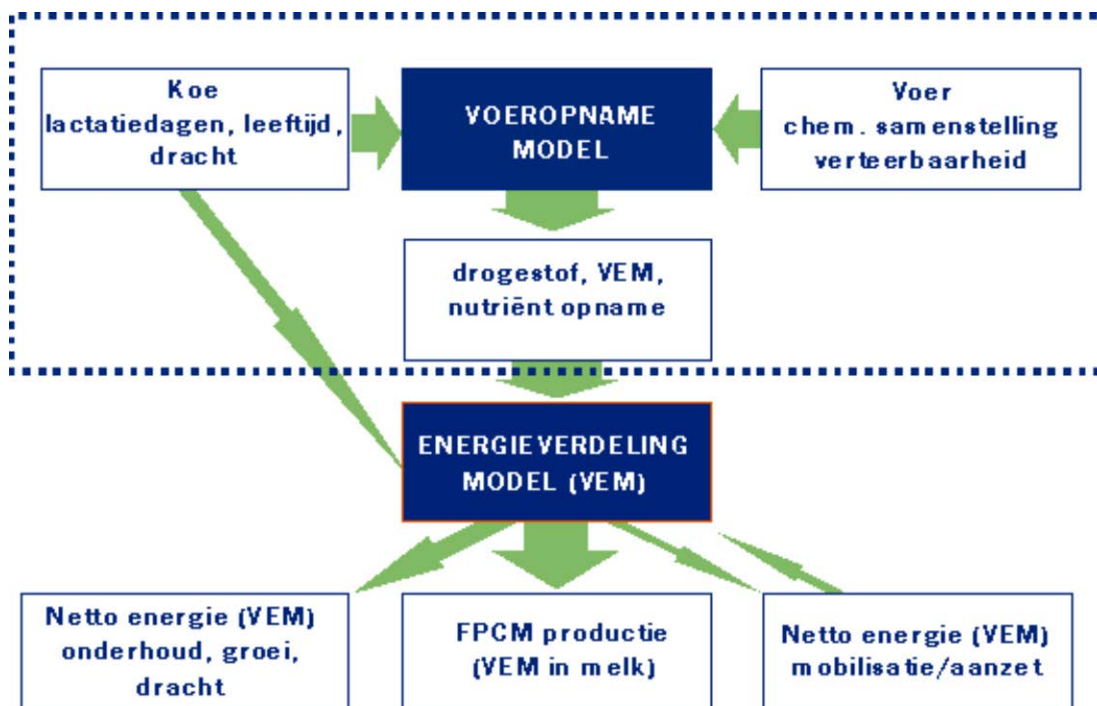 Koe
lactatiedagen, leeftijd,
dracht
VOEROPNAME
MODEL
Voer
chem. samenstelling
verteerbaarheid
drogestof, VEM,
nutriënt opname
ENERGIEVERDELING
MODEL (VEM)
Netto energie (VEM)
onderhoud, groei,
dracht
FPCM productie
(VEM in melk)
Netto energie (VEM)
mobilisatie/aanzet